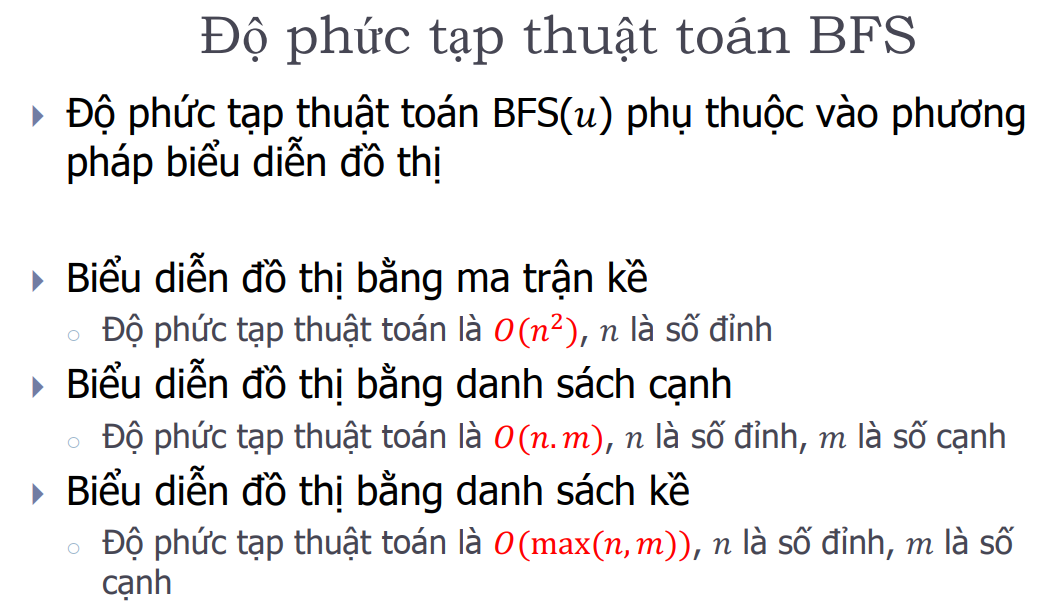 Độ phức tạp thuật toán BFS
Độ phức tạp thuật toán BFS(𝑢) phụ thuộc vào phương
pháp biểu diễn đồ thị
Biểu diễn đồ thị bằng ma trận kề
Độ phức tạp thuật toán là 𝑂(𝑛²), 𝑛 là số đỉnh
Biểu diễn đồ thị bằng danh sách cạnh
Độ phức tạp thuật toán là 𝑂(𝑛.𝑚), 𝑛 là số đỉnh, 𝑚 là số cạnh
Biểu diễn đồ thị bằng danh sách kề
Độ phức tạp thuật toán là 𝑂(max(𝑛,𝑚)), 𝑛 là số đỉnh, 𝑚 là số
cạnh